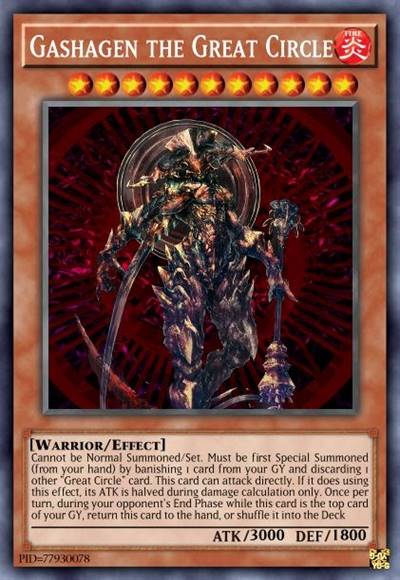 GASHAGEN THE GREAT CIRCLE
FIRE
炎
[WARRIOR/EFFECT]
Cannot be Normal Summoned/Set. Must be first Special Summoned
(from your hand) by banishing 1 card from your GY and discarding 1
other "Great Circle" card. This card can attack directly. If it does using
this effect, its ATK is halved during damage calculation only. Once per
turn, during your opponent's End Phase while this card is the top card
of your GY, return this card to the hand, or shuffle it into the Deck
ATK/3000 DEF/1800
PID=77930078